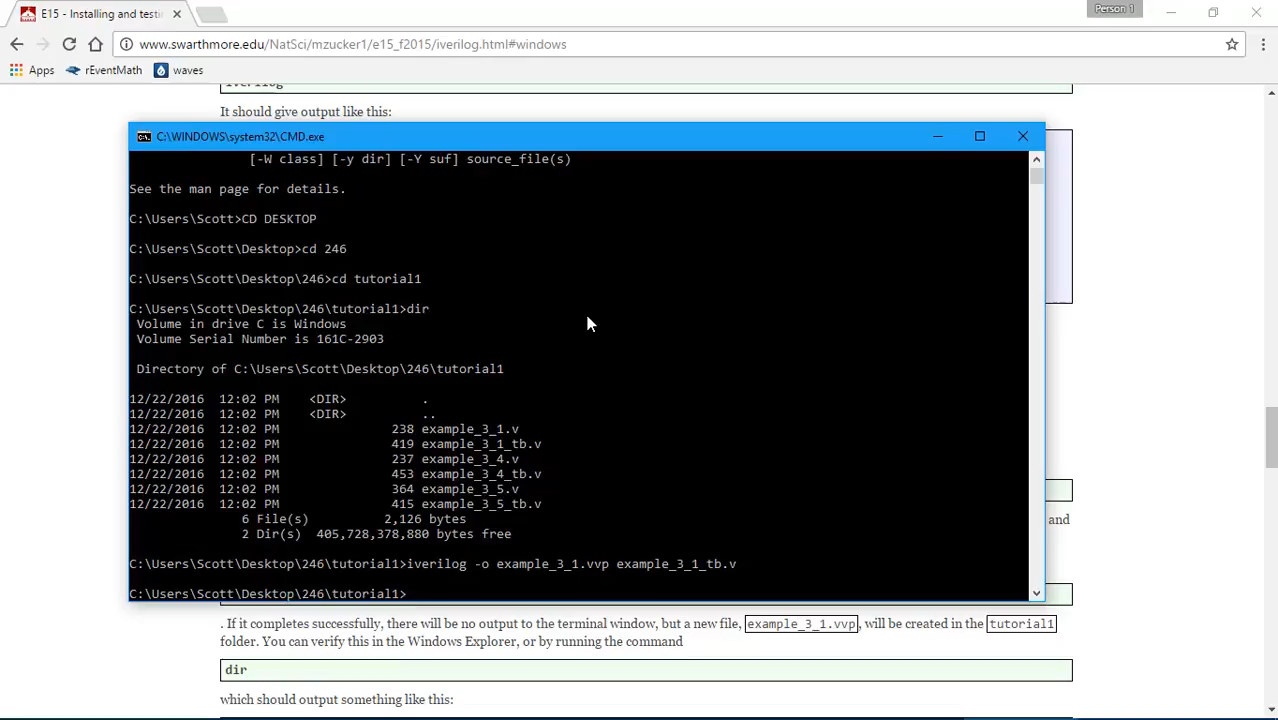 E15 - Installing and testi
Person 1
www.swarthmore.edu/NatSci/mzucker1/e15_f2015/iverilog.html#windows
Apps rEventMath waves
iverilog
It should give output like this:
C:\WINDOWS\system32\CMD.exe
[-W class] [-y dir] [-Y suf] source_file(s)
See the man page for details.
C:\Users\Scott>CD DESKTOP
C:\Users\Scott\Desktop>cd 246
C:\Users\Scott\Desktop\246>cd tutorial1
C:\Users\Scott\Desktop\246\tutorial1>dir
Volume in drive C is Windows
Volume Serial Number is 161C-2903
Directory of C:\Users\Scott\Desktop\246\tutorial1
12/22/2016 12:02 PM <DIR> .
12/22/2016 12:02 PM <DIR> ..
12/22/2016 12:02 PM 238 example_3_1.v
12/22/2016 12:02 PM 419 example_3_1_tb.v
12/22/2016 12:02 PM 237 example_3_4.v
12/22/2016 12:02 PM 453 example_3_4_tb.v
12/22/2016 12:02 PM 364 example_3_5.v
12/22/2016 12:02 PM 415 example_3_5_tb.v
6 File(s) 2,126 bytes
2 Dir(s) 405,728,378,880 bytes free
and
C:\Users\Scott\Desktop\246\tutorial1>iverilog -o example_3_1.vvp example_3_1_tb.v
C:\Users\Scott\Desktop\246\tutorial1>
. If it completes successfully, there will be no output to the terminal window, but a new file, example_3_1.vvp, will be created in the tutorial1
folder. You can verify this in the Windows Explorer, or by running the command
dir
which should output something like this: